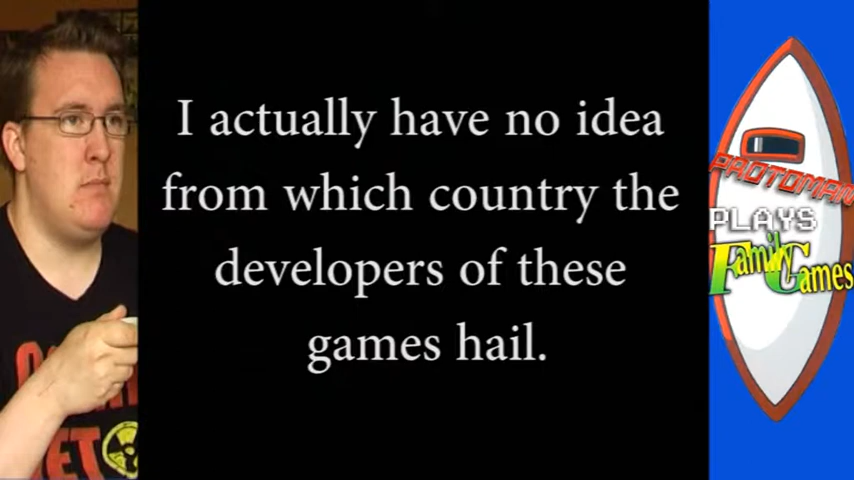 I actually have no idea
from which country the
developers of these
games hail.
PROTOMAN
PLAYS
Family
Games